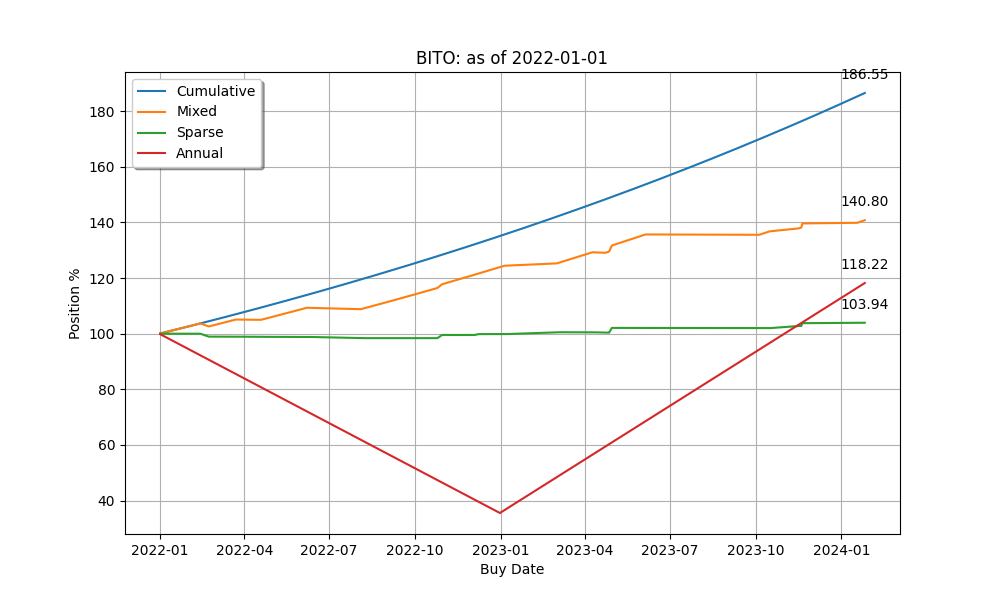 BITO: as of 2022-01-01
Cumulative
Mixed
Sparse
Annual
186.55
140.80
118.22
103.94
Position %
180
160
140
120
100
80
60
40
2022-01 2022-04 2022-07 2022-10 2023-01 2023-04 2023-07 2023-10 2024-01
Buy Date